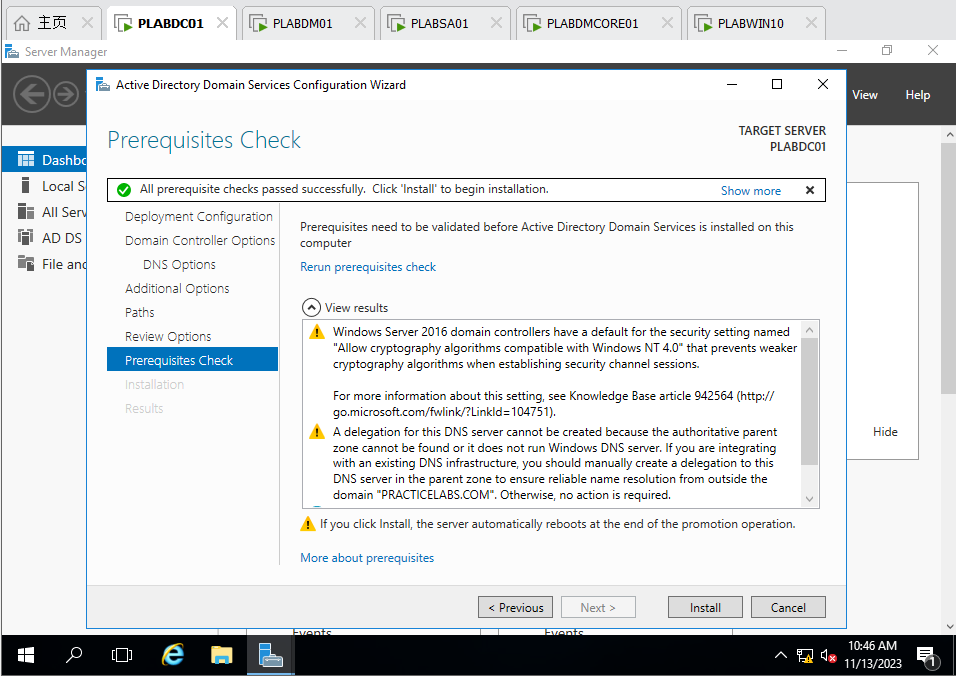 主页
PLABDC01
PLABDM01
PLABSA01
PLABDMCORE01
PLABWIN10
Server Manager
Active Directory Domain Services Configuration Wizard
View
Help
Prerequisites Check
TARGET SERVER
PLABDC01
All prerequisite checks passed successfully. Click 'Install' to begin installation.
Show more
Dashbo
Local S
All Serv
AD DS
File and
Deployment Configuration
Domain Controller Options
DNS Options
Additional Options
Paths
Review Options
Prerequisites Check
Installation
Results
Prerequisites need to be validated before Active Directory Domain Services is installed on this
computer
Rerun prerequisites check
View results
Windows Server 2016 domain controllers have a default for the security setting named
"Allow cryptography algorithms compatible with Windows NT 4.0" that prevents weaker
cryptography algorithms when establishing security channel sessions.
For more information about this setting, see Knowledge Base article 942564 (http://
go.microsoft.com/fwlink/?LinkId=104751).
A delegation for this DNS server cannot be created because the authoritative parent
zone cannot be found or it does not run Windows DNS server. If you are integrating
with an existing DNS infrastructure, you should manually create a delegation to this
DNS server in the parent zone to ensure reliable name resolution from outside the
domain "PRACTICELABS.COM". Otherwise, no action is required.
If you click Install, the server automatically reboots at the end of the promotion operation.
More about prerequisites
Hide
< Previous
Next >
Install
Cancel
Events
Events
10:46 AM
11/13/2023
1